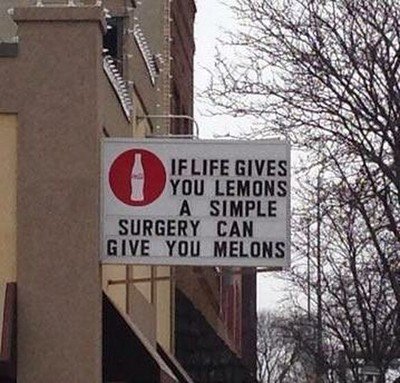 IF LIFE GIVES
YOU LEMONS
A SIMPLE
SURGERY CAN
GIVE YOU MELONS